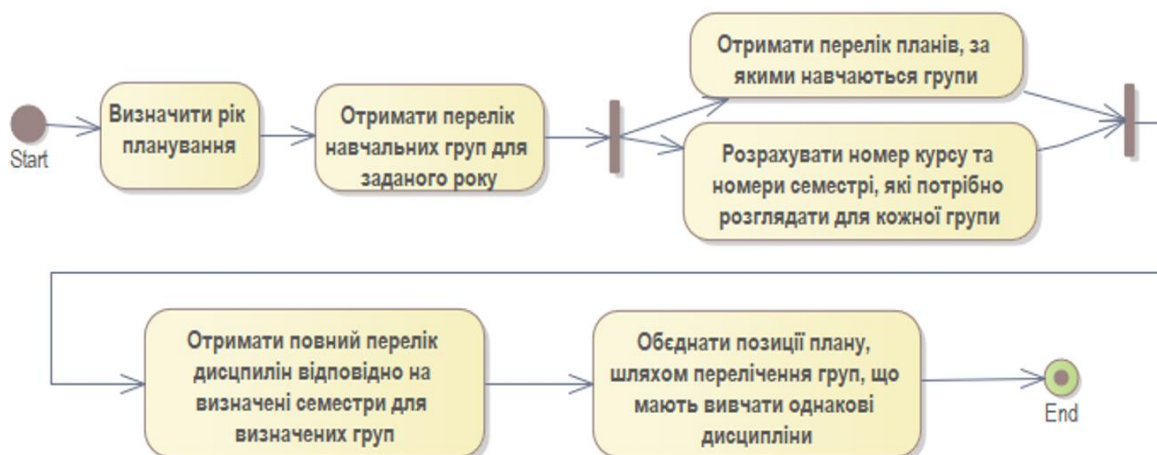 Start
Визначити рік
планування
Отримати перелік
навчальних груп для
заданого року
Отримати перелік планів, за
якими навчаються групи
Розрахувати номер курсу та
номери семестрі, які потрібно
розглядати для кожної групи
Отримати повний перелік
дисцпилін відповідно на
визначені семестри для
визначених груп
Обєднати позиції плану,
шляхом перелічення груп, що
мають вивчати однакові
дисципліни
End